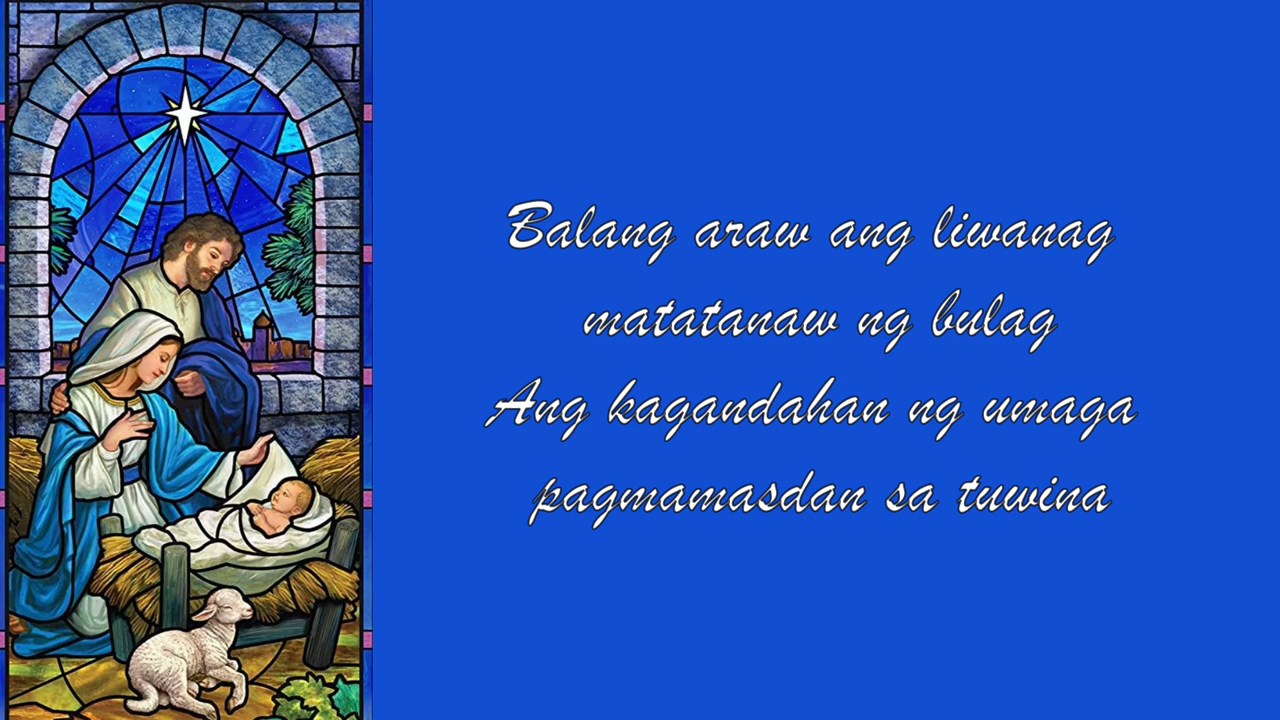 Balang araw ang liwanag
matatanaw ng bulag
Ang kagandahan ng umaga
pagmamasdan sa tuwina